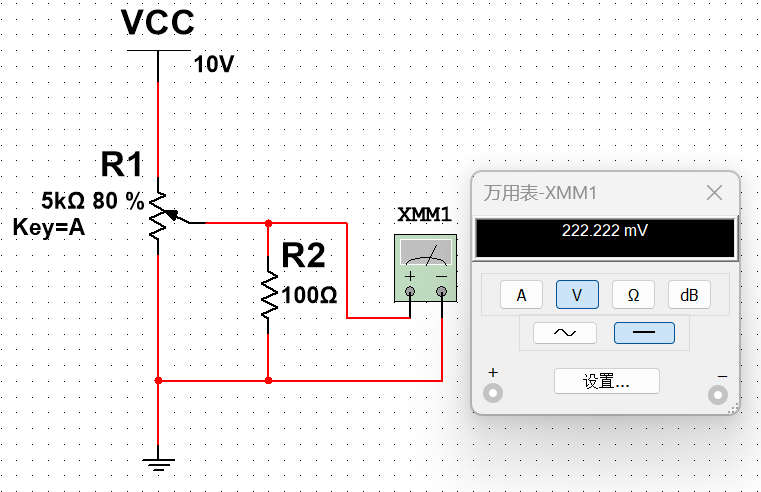 VCC
10V
R1
5kΩ 80 %
Key=A
R2
100Ω
XMM1
+ −
万用表-XMM1
222.222 mV
A V Ω dB
+ −
设置...